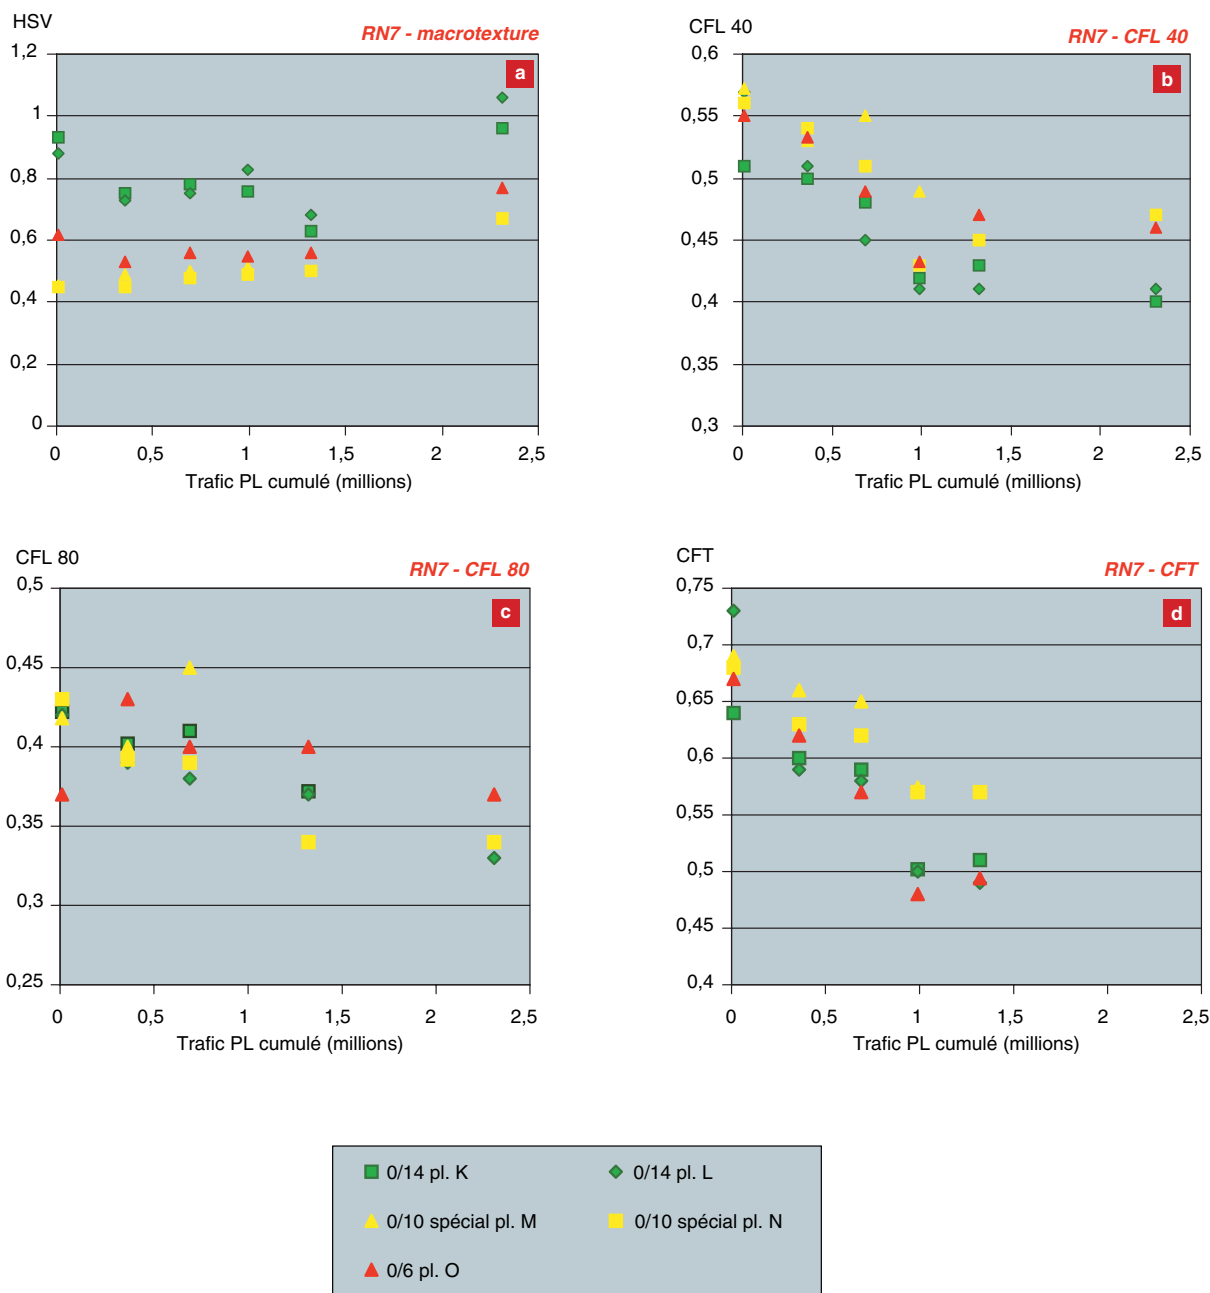 HSV
RN7 - macrotexture
a
1,2
1
0,8
0,6
0,4
0,2
0
0 0,5 1 1,5 2 2,5
Trafic PL cumulé (millions)
CFL 40
RN7 - CFL 40
b
0,6
0,55
0,5
0,45
0,4
0,35
0,3
0 0,5 1 1,5 2 2,5
Trafic PL cumulé (millions)
CFL 80
RN7 - CFL 80
c
0,5
0,45
0,4
0,35
0,3
0,25
0 0,5 1 1,5 2 2,5
Trafic PL cumulé (millions)
CFT
RN7 - CFT
d
0,75
0,7
0,65
0,6
0,55
0,5
0,45
0,4
0 0,5 1 1,5 2 2,5
Trafic PL cumulé (millions)
0/14 pl. K
0/14 pl. L
0/10 spécial pl. M
0/10 spécial pl. N
0/6 pl. O